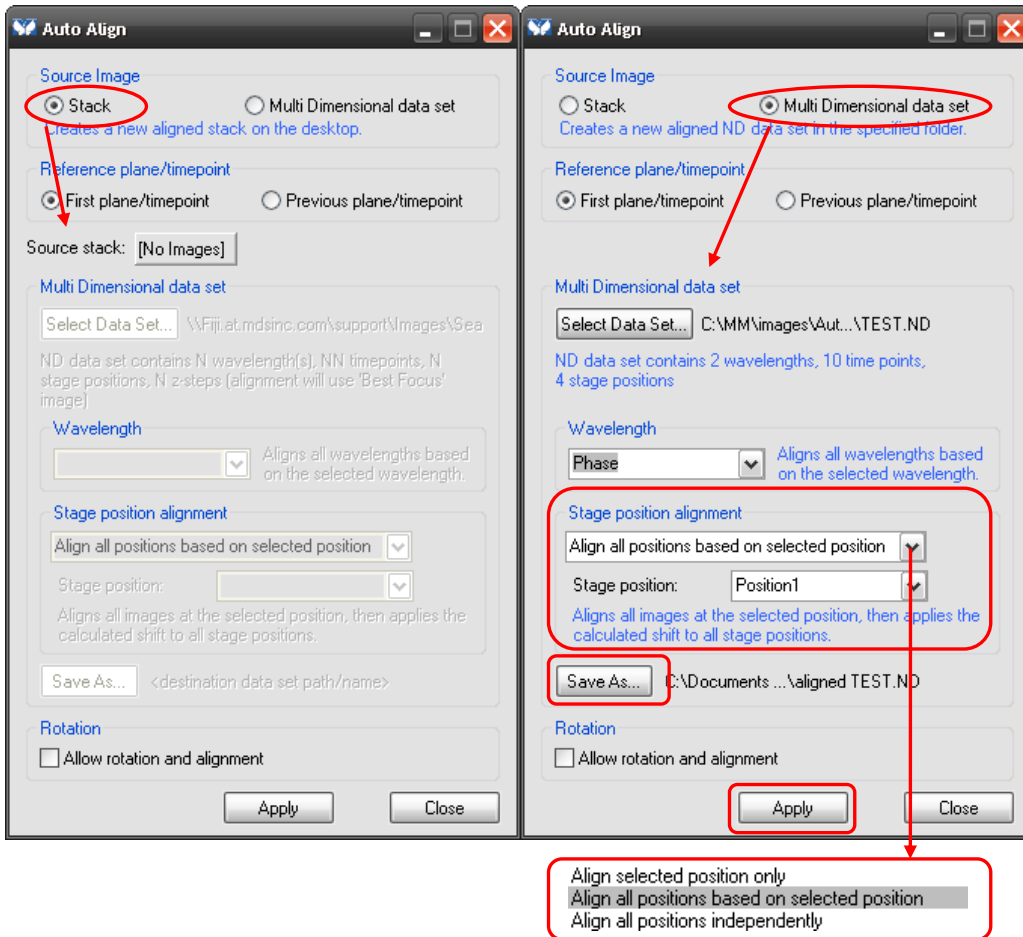 Auto Align
Source Image
Stack
Multi Dimensional data set
Creates a new aligned stack on the desktop.
Reference plane/timepoint
First plane/timepoint
Previous plane/timepoint
Source stack:
[No Images]
Multi Dimensional data set
Select Data Set...
\\Fiji.at.mdsinc.com\support\Images\Sea
ND data set contains N wavelength(s), NN timepoints, N
stage positions, N z-steps (alignment will use 'Best Focus'
image)
Wavelength
Aligns all wavelengths based
on the selected wavelength.
Stage position alignment
Align all positions based on selected position
Stage position:
Aligns all images at the selected position, then applies the
calculated shift to all stage positions.
Save As...
<destination data set path/name>
Rotation
Allow rotation and alignment
Apply
Close
Auto Align
Source Image
Stack
Multi Dimensional data set
Creates a new aligned ND data set in the specified folder.
Reference plane/timepoint
First plane/timepoint
Previous plane/timepoint
Multi Dimensional data set
Select Data Set...
C:\MM\images\Aut...\TEST.ND
ND data set contains 2 wavelengths, 10 time points,
4 stage positions
Wavelength
Phase
Aligns all wavelengths based
on the selected wavelength.
Stage position alignment
Align all positions based on selected position
Stage position:
Position1
Aligns all images at the selected position, then applies the
calculated shift to all stage positions.
Save As...
C:\Documents ...\aligned TEST.ND
Rotation
Allow rotation and alignment
Apply
Close
Align selected position only
Align all positions based on selected position
Align all positions independently